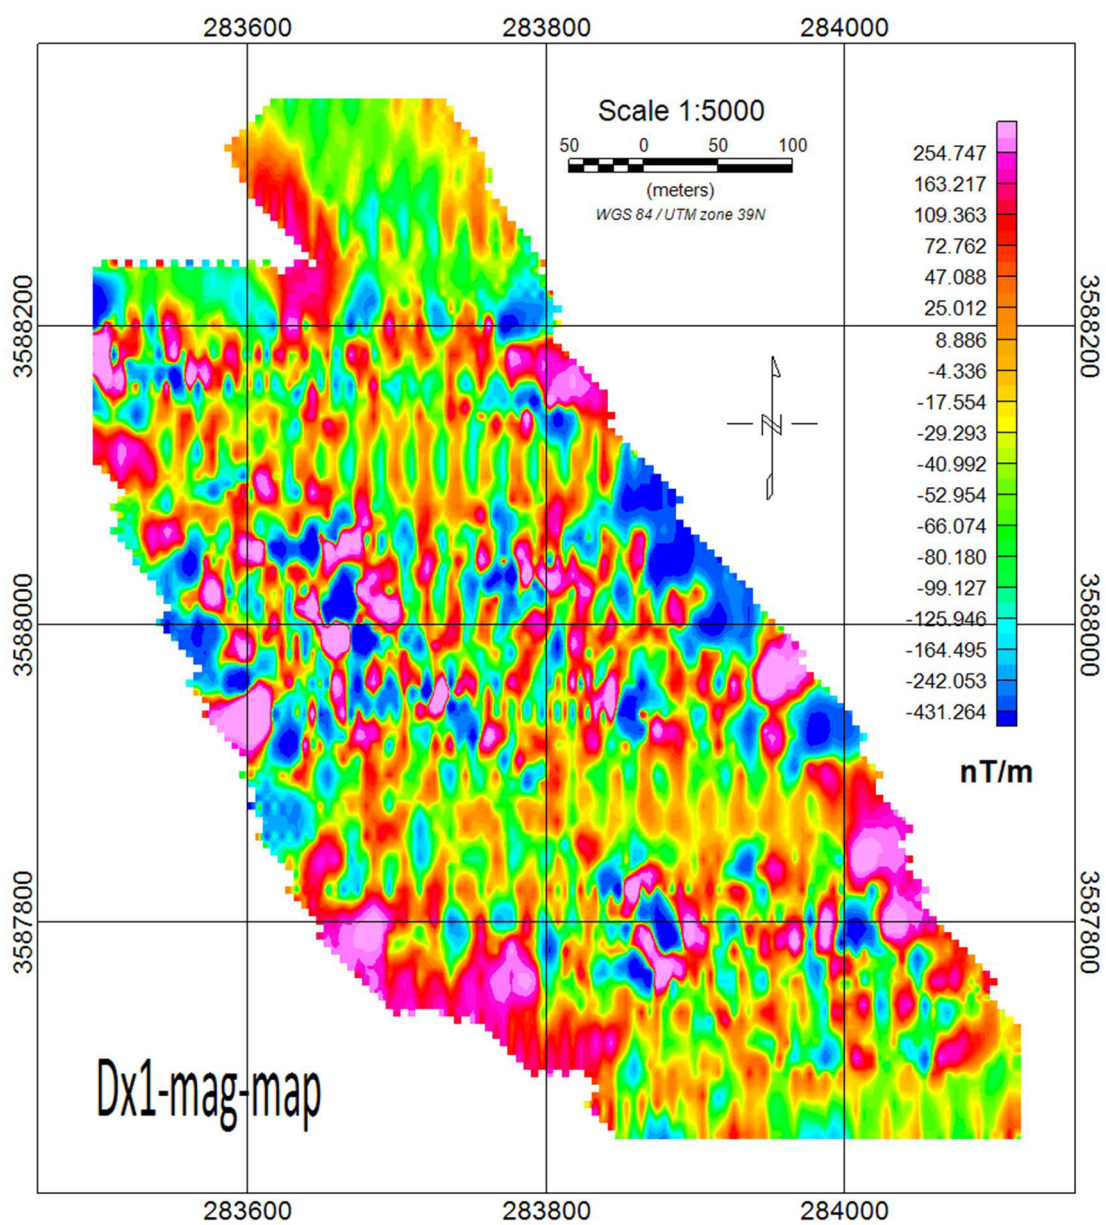 283600 283800 284000
Scale 1:5000
50 0 50 100
(meters)
WGS 84 / UTM zone 39N
254.747
163.217
109.363
72.762
47.088
25.012
8.886
-4.336
-17.554
-29.293
-40.992
-52.954
-66.074
-80.180
-99.127
-125.946
-164.495
-242.053
-431.264
nT/m
3588200 3588200
3588000 3588000
3587800 3587800
N
Dx1-mag-map
283600 283800 284000